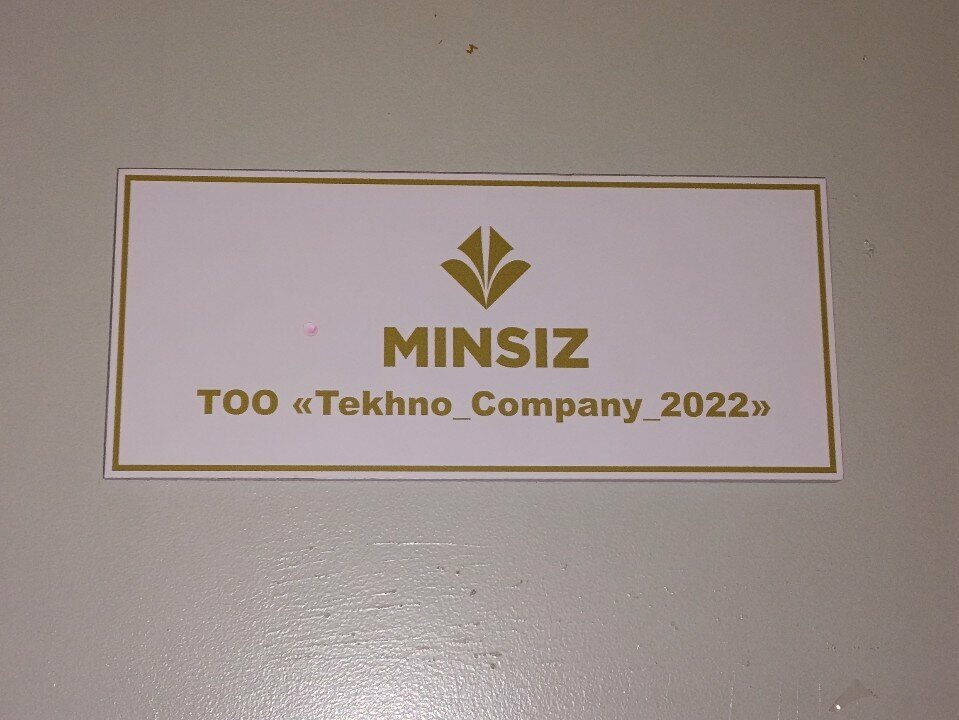 MINSIZ
ТОО «Tekhno_Company_2022»